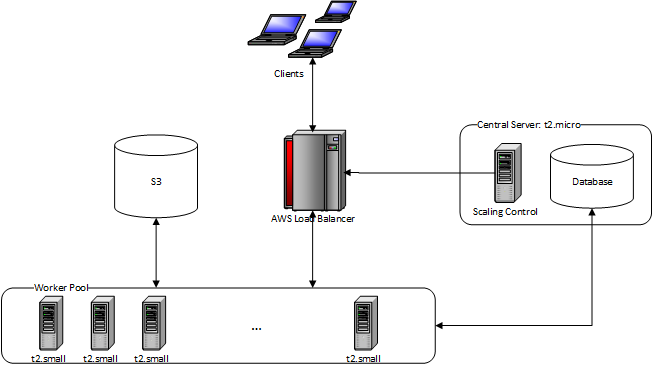 Clients
Central Server: t2.micro
S3
Database
Scaling Control
AWS Load Balancer
Worker Pool
...
t2.small t2.small t2.small t2.small